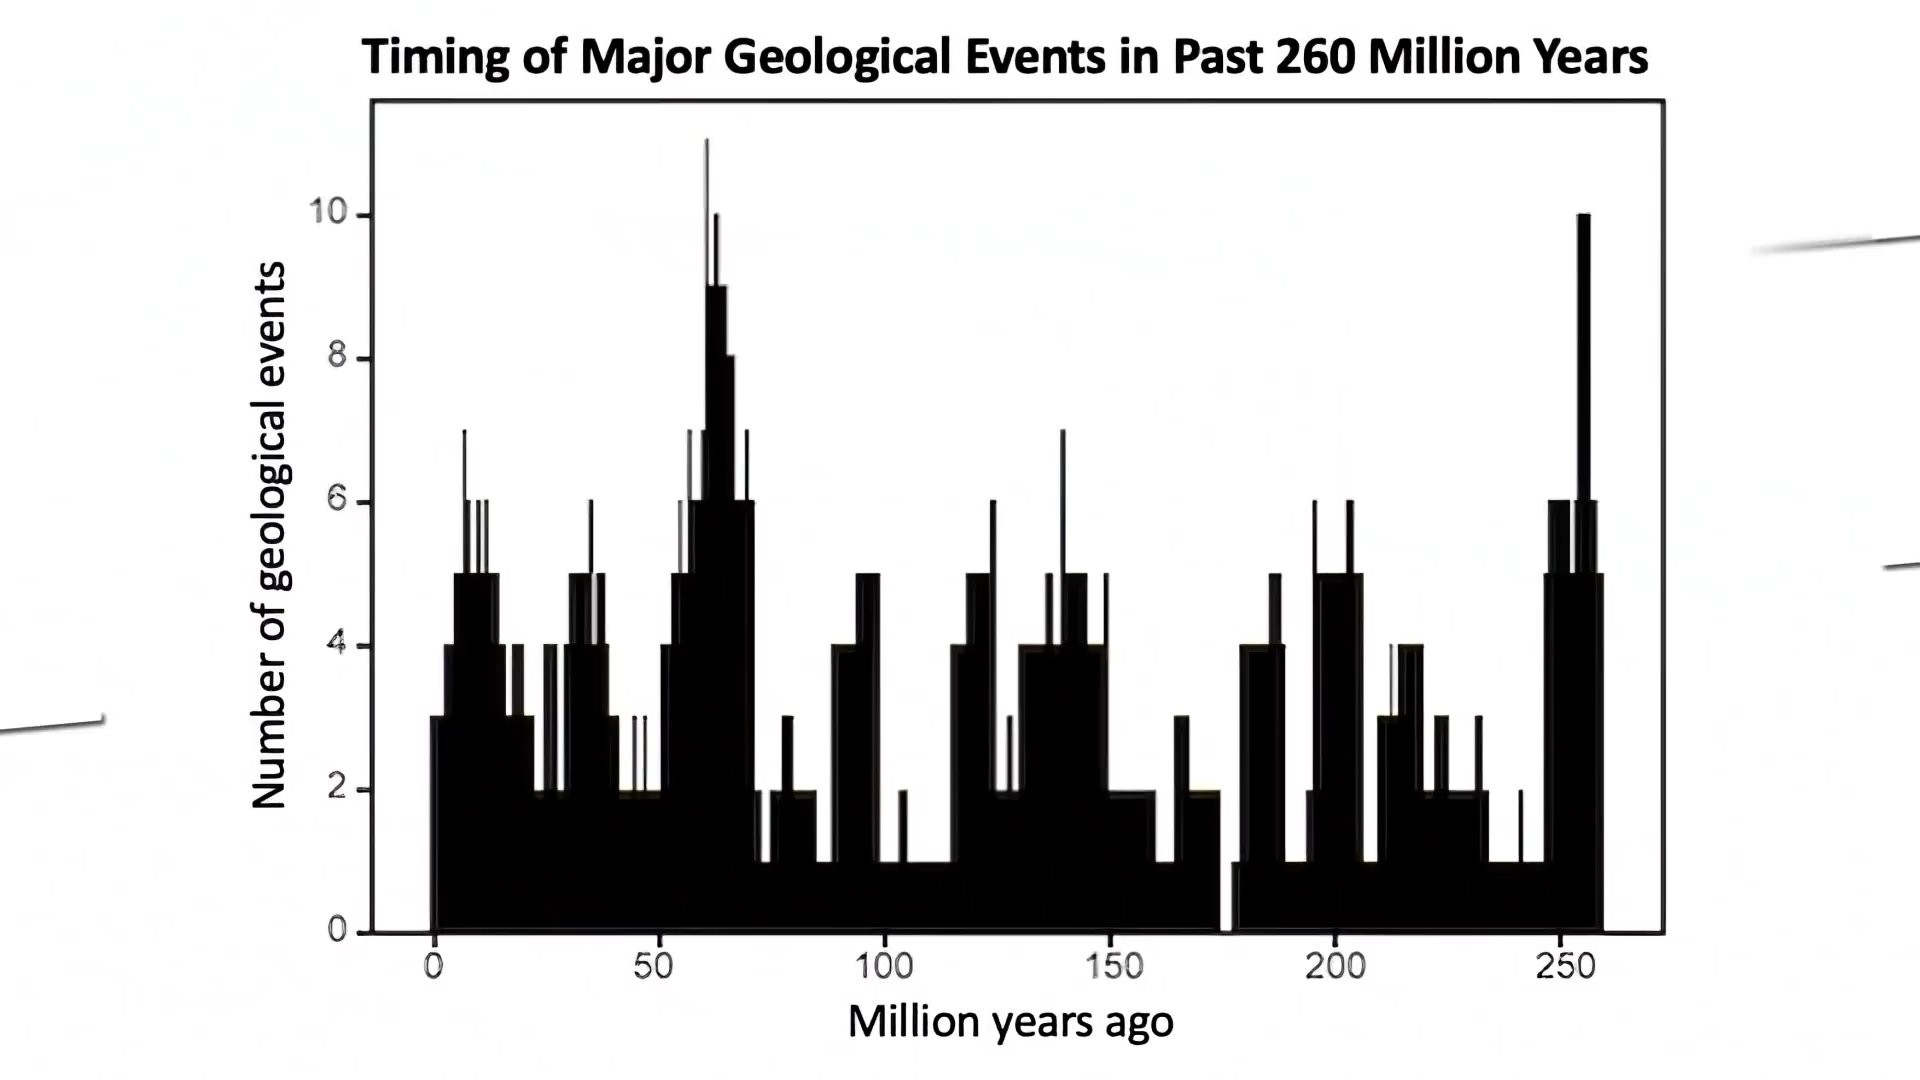 Timing of Major Geological Events in Past 260 Million Years
Number of geological events
10
8
6
4
2
0
0 50 100 150 200 250
Million years ago